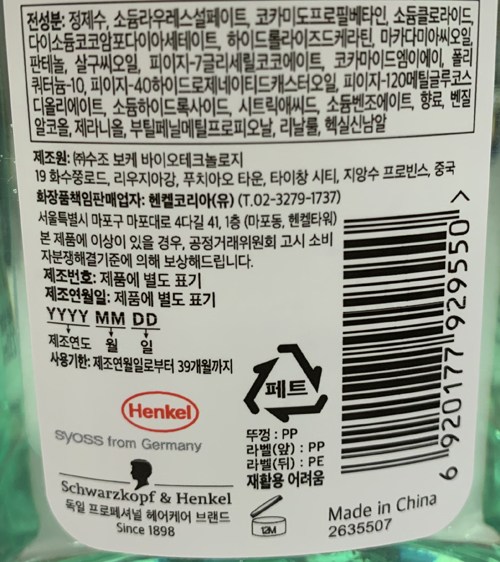 전성분: 정제수, 소듐라우레스설페이트, 코카미도프로필베타인, 소듐클로라이드,
다이소듐코코암포다이아세테이트, 하이드롤라이즈드케라틴, 마카다미아씨오일,
판테놀, 살구씨오일, 피이지-7글리세릴코코에이트, 코카마이드엠이에이, 폴리
쿼터늄-10, 피이지-40하이드로제네이티드캐스터오일, 피이지-120메틸글루코스
디올리에이트, 소듐하이드록사이드, 시트릭애씨드, 소듐벤조에이트, 향료, 벤질
알코올, 제라니올, 부틸페닐메틸프로피오날, 리날룰, 헥실신남알
제조원: ㈜수조 보케 바이오테크놀로지
19 화수쭝로드, 리우지아강, 푸치아오 타운, 타이창 시티, 지앙수 프로빈스, 중국
화장품책임판매업자: 헨켈코리아(유) (T.02-3279-1737)
서울특별시 마포구 마포대로 4다길 41, 1층 (마포동, 헨켈타워)
본 제품에 이상이 있을 경우, 공정거래위원회 고시 소비
자분쟁해결기준에 의해 보상해드립니다.
제조번호: 제품에 별도 표기
제조연월일: 제품에 별도 표기
YYYY MM DD
제조연도 월 일
사용기한: 제조연월일로부터 39개월까지
Henkel
syoss from Germany
Schwarzkopf & Henkel
독일 프로페셔널 헤어케어 브랜드
Since 1898
페트
뚜껑 : PP
라벨(앞) : PP
라벨(뒤) : PE
재활용 어려움
12M
6 920177 929550 >
Made in China
2635507